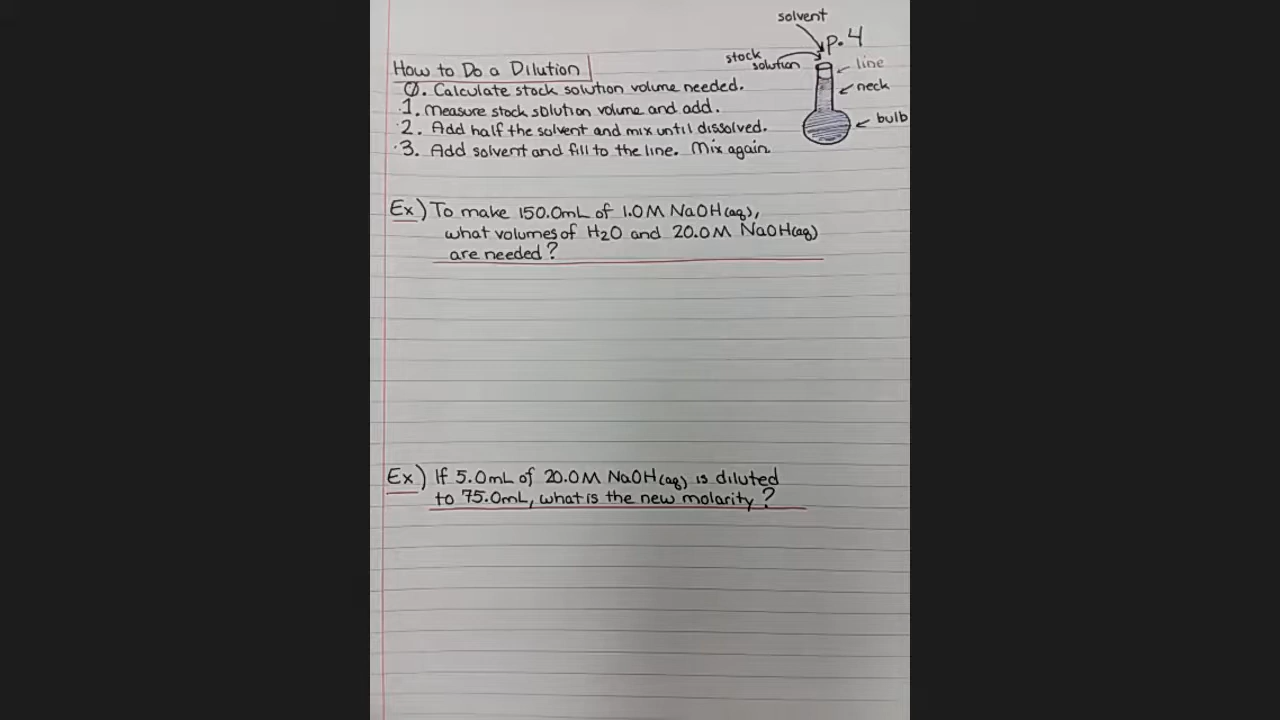 solvent
p.4
stock
solution
line
neck
bulb
How to Do a Dilution
0. Calculate stock solution volume needed.
1. Measure stock solution volume and add.
2. Add half the solvent and mix until dissolved.
3. Add solvent and fill to the line. Mix again.
Ex) To make 150.0mL of 1.0M NaOH(aq),
what volumes of H2O and 20.0M NaOH(aq)
are needed?
Ex) If 5.0mL of 20.0M NaOH(aq) is diluted
to 75.0mL, what is the new molarity?